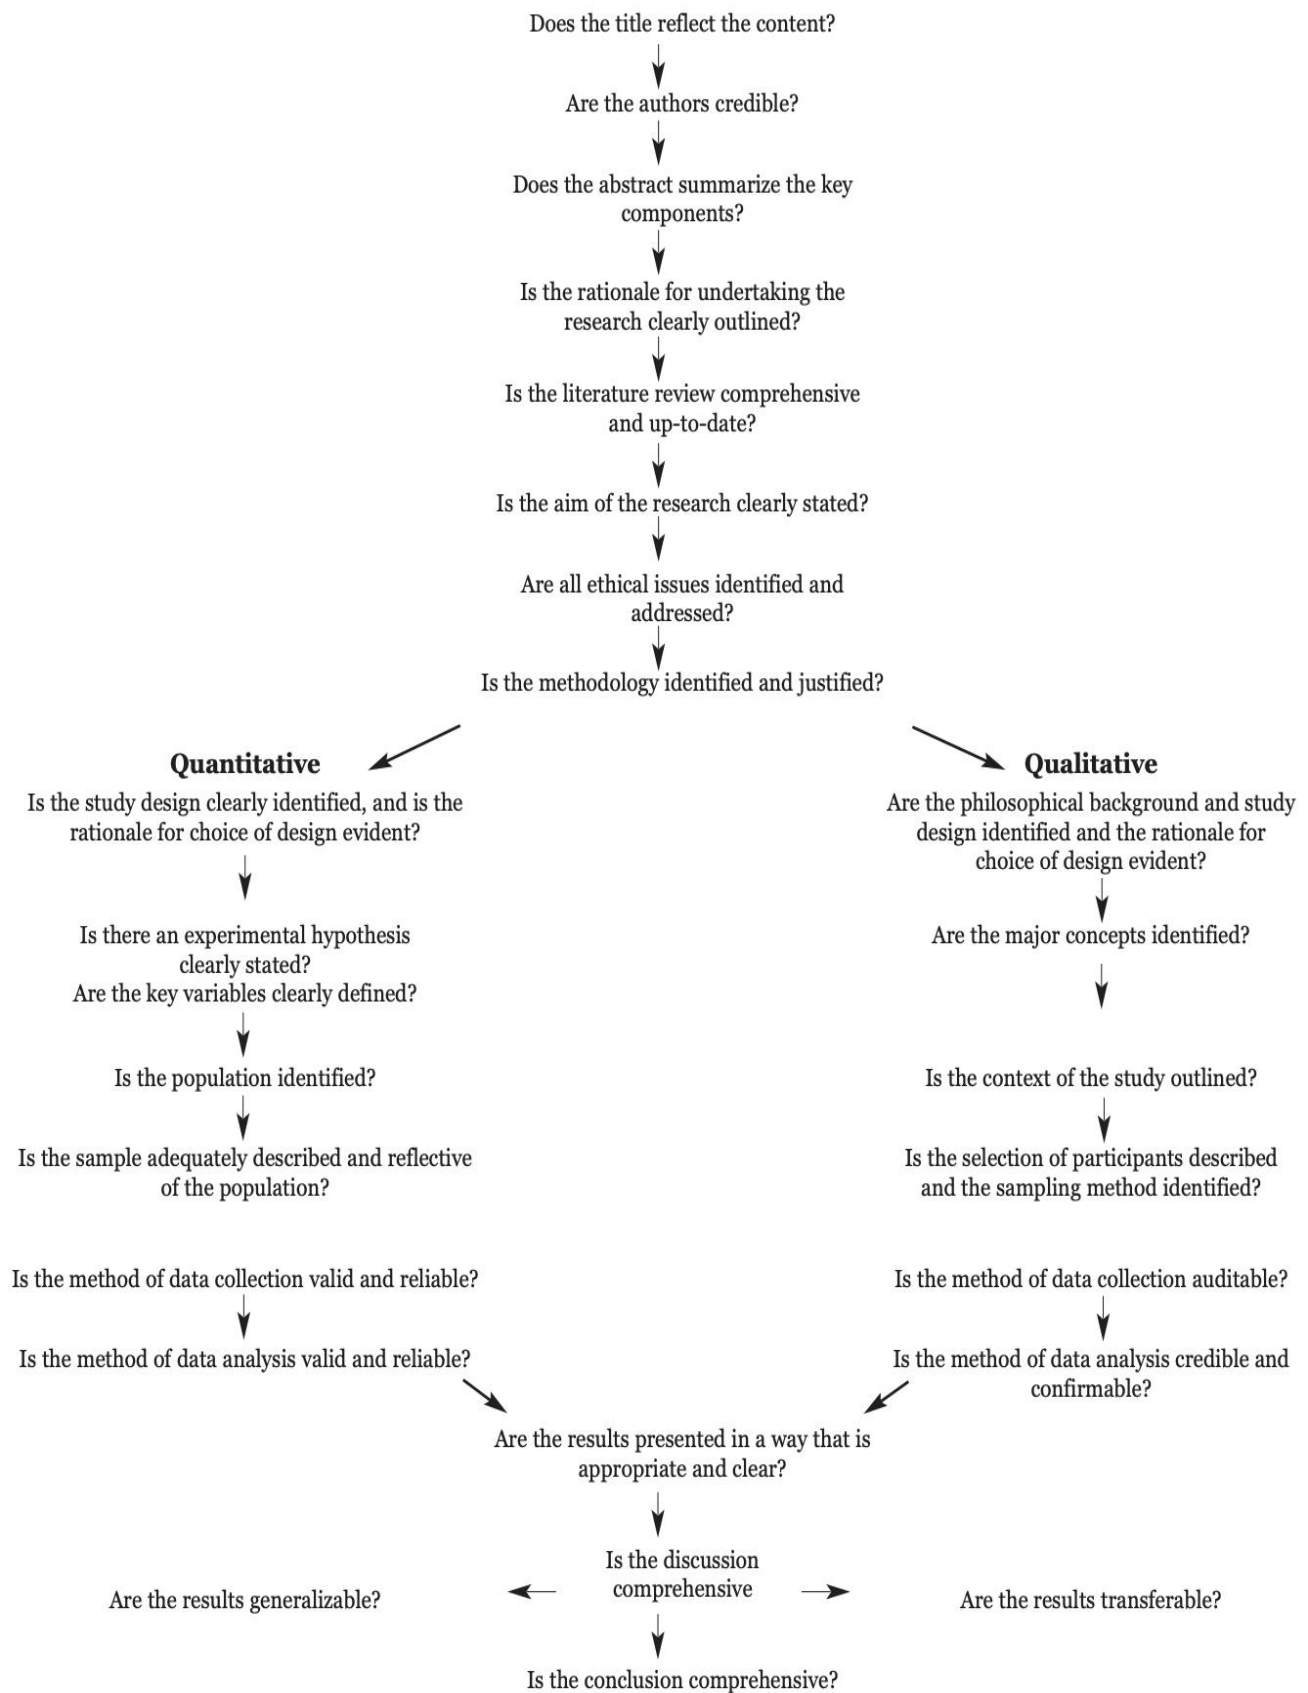 Does the title reflect the content?
Are the authors credible?
Does the abstract summarize the key
components?
Is the rationale for undertaking the
research clearly outlined?
Is the literature review comprehensive
and up-to-date?
Is the aim of the research clearly stated?
Are all ethical issues identified and
addressed?
Is the methodology identified and justified?
Quantitative
Is the study design clearly identified, and is the
rationale for choice of design evident?
Is there an experimental hypothesis
clearly stated?
Are the key variables clearly defined?
Is the population identified?
Is the sample adequately described and reflective
of the population?
Is the method of data collection valid and reliable?
Is the method of data analysis valid and reliable?
Qualitative
Are the philosophical background and study
design identified and the rationale for
choice of design evident?
Are the major concepts identified?
Is the context of the study outlined?
Is the selection of participants described
and the sampling method identified?
Is the method of data collection auditable?
Is the method of data analysis credible and
confirmable?
Are the results presented in a way that is
appropriate and clear?
Is the discussion
comprehensive
Are the results generalizable?
Are the results transferable?
Is the conclusion comprehensive?